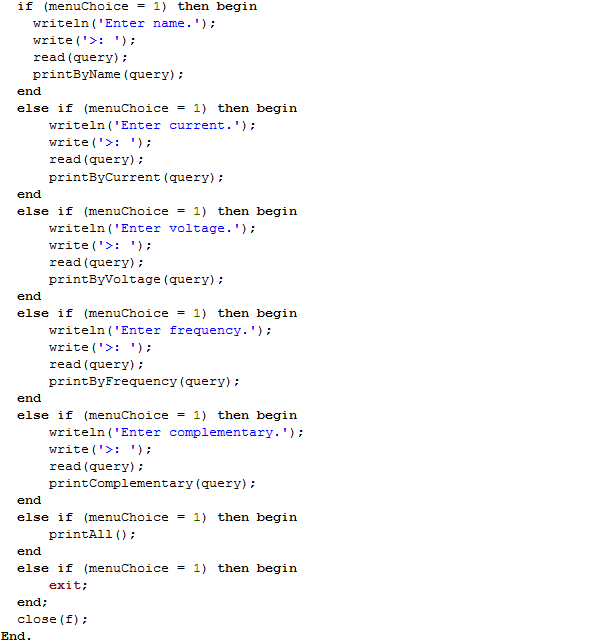 if (menuChoice = 1) then begin
writeln('Enter name.');
write('>: ');
read(query);
printByName(query);
end
else if (menuChoice = 1) then begin
writeln('Enter current.');
write('>: ');
read(query);
printByCurrent(query);
end
else if (menuChoice = 1) then begin
writeln('Enter voltage.');
write('>: ');
read(query);
printByVoltage(query);
end
else if (menuChoice = 1) then begin
writeln('Enter frequency.');
write('>: ');
read(query);
printByFrequency(query);
end
else if (menuChoice = 1) then begin
writeln('Enter complementary.');
write('>: ');
read(query);
printComplementary(query);
end
else if (menuChoice = 1) then begin
printAll();
end
else if (menuChoice = 1) then begin
exit;
end;
close(f);
End.